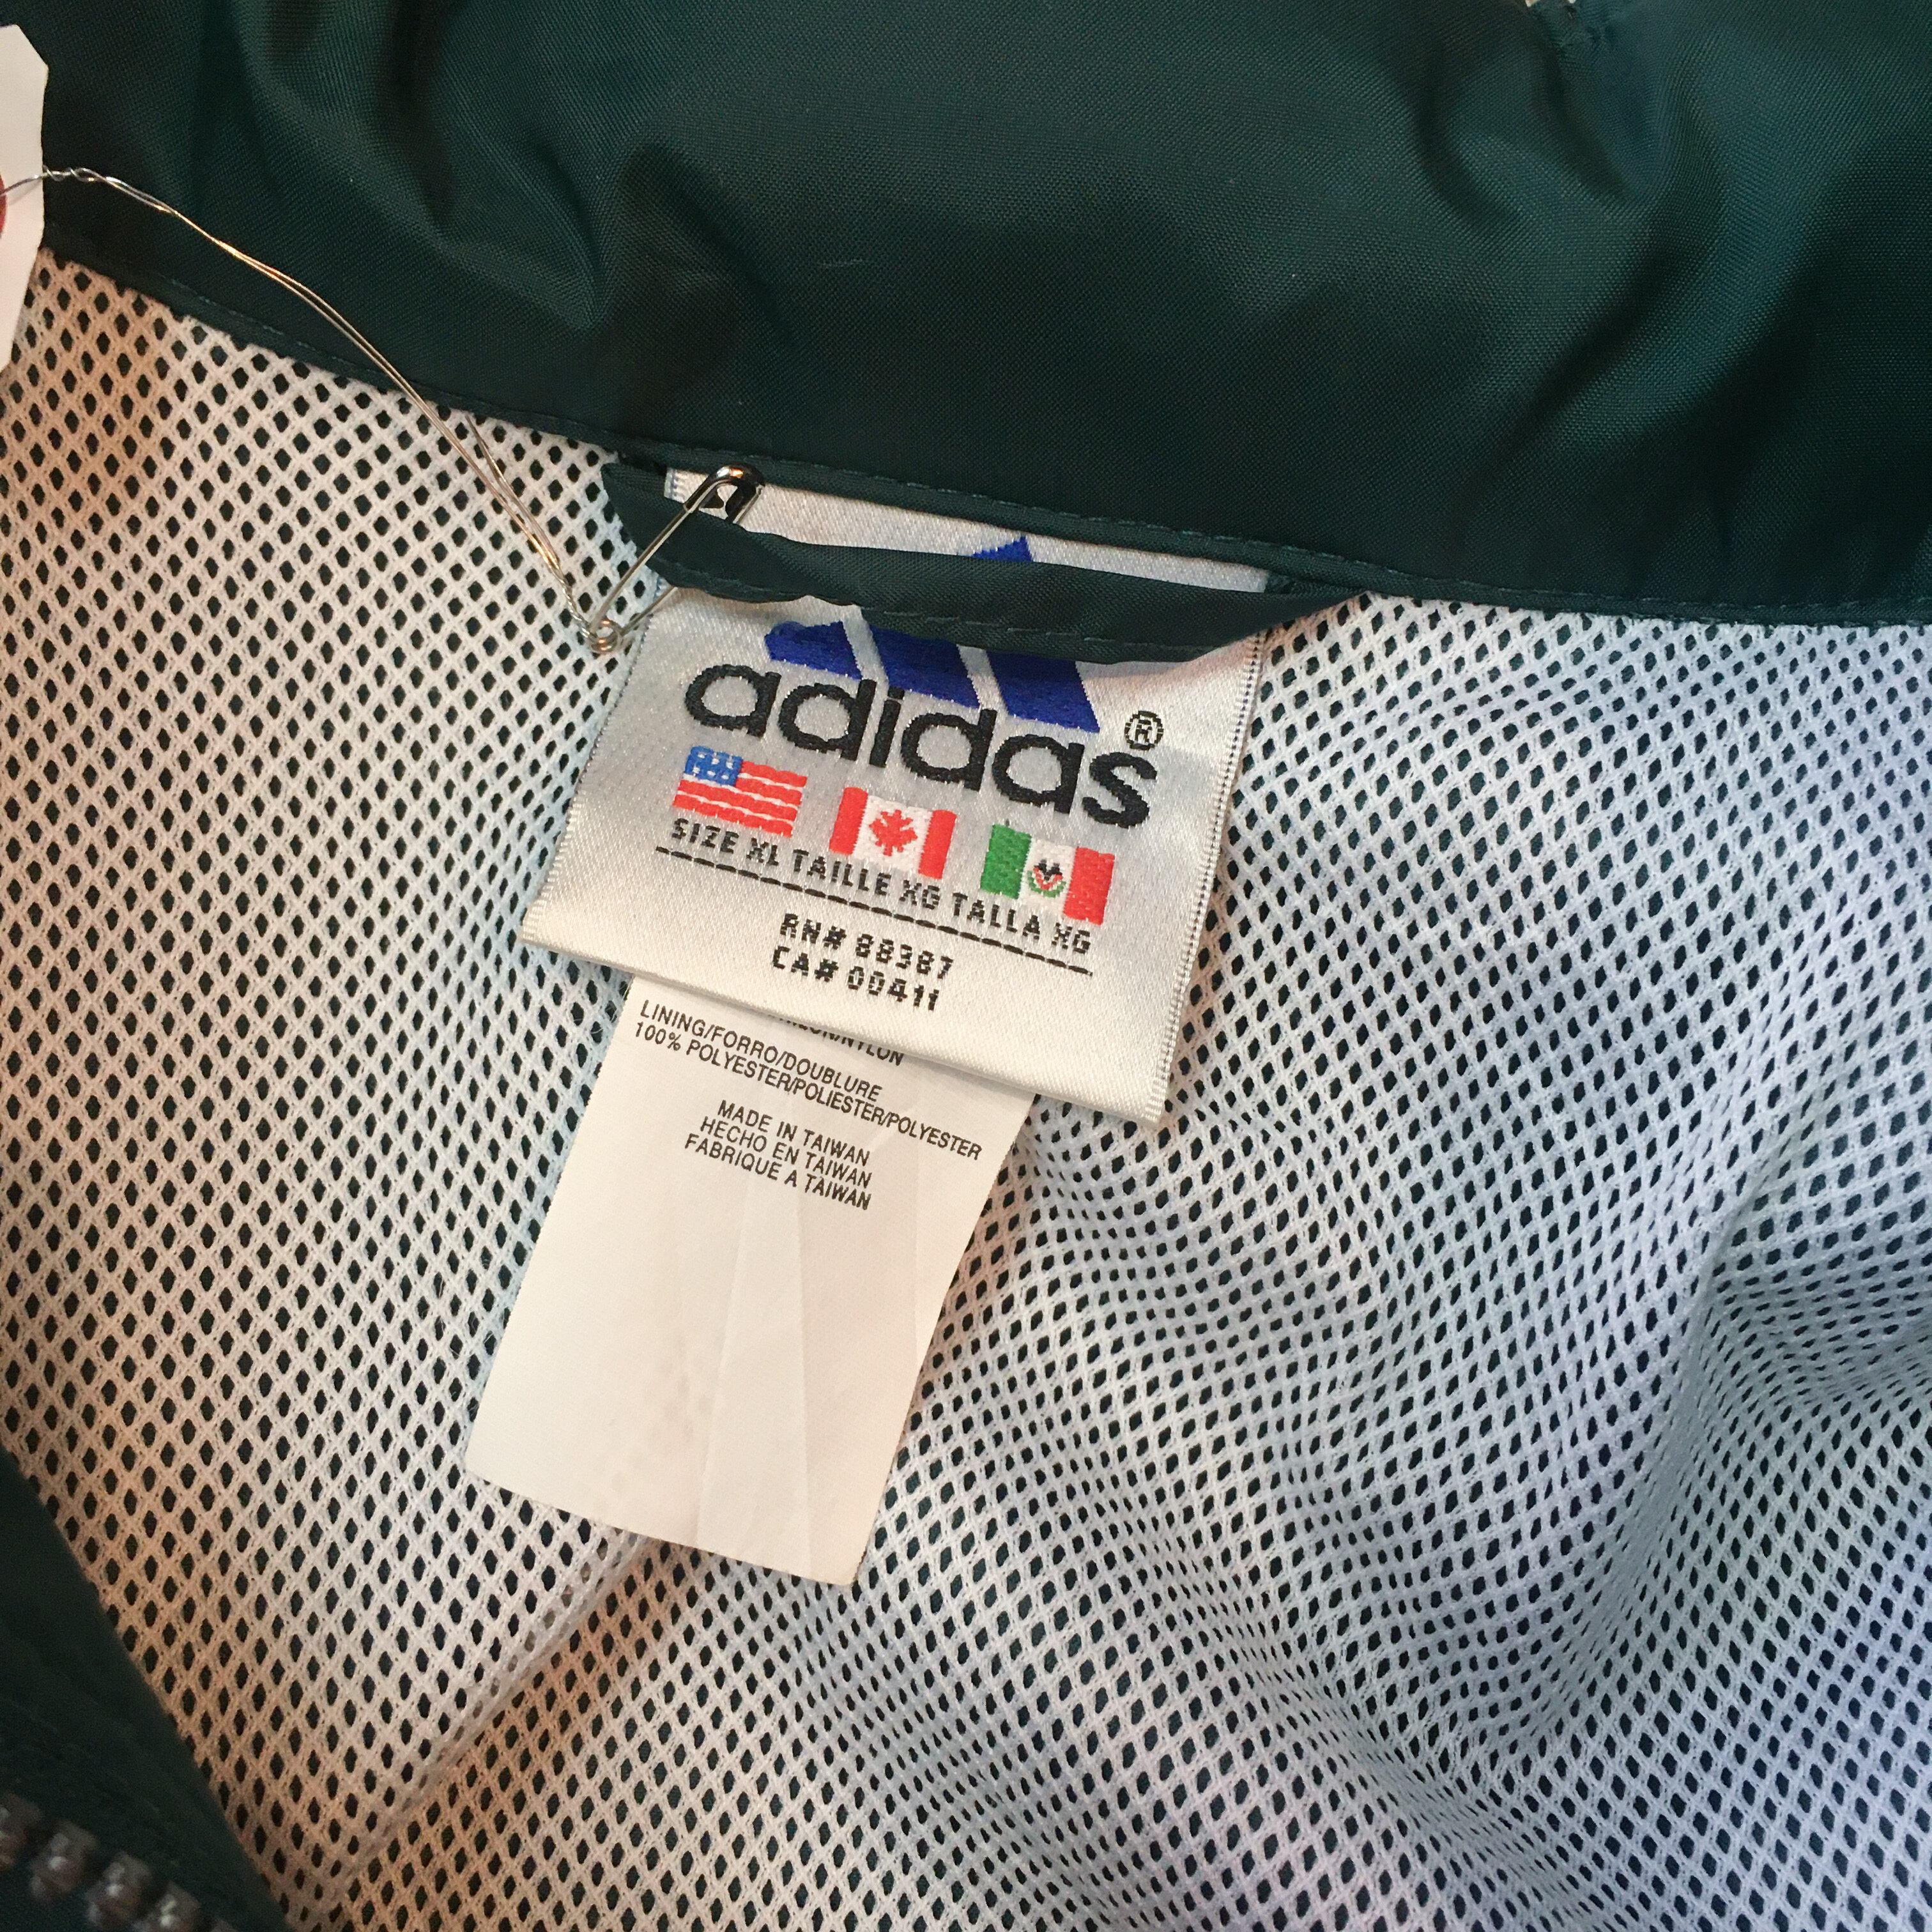 adidas®
SIZE XL TAILLE XG TALLA XG
RN# 88387
CA# 00411
LINING/FORRO/DOUBLURE
100% POLYESTER/POLIESTER/POLYESTER
MADE IN TAIWAN
HECHO EN TAIWAN
FABRIQUE A TAIWAN